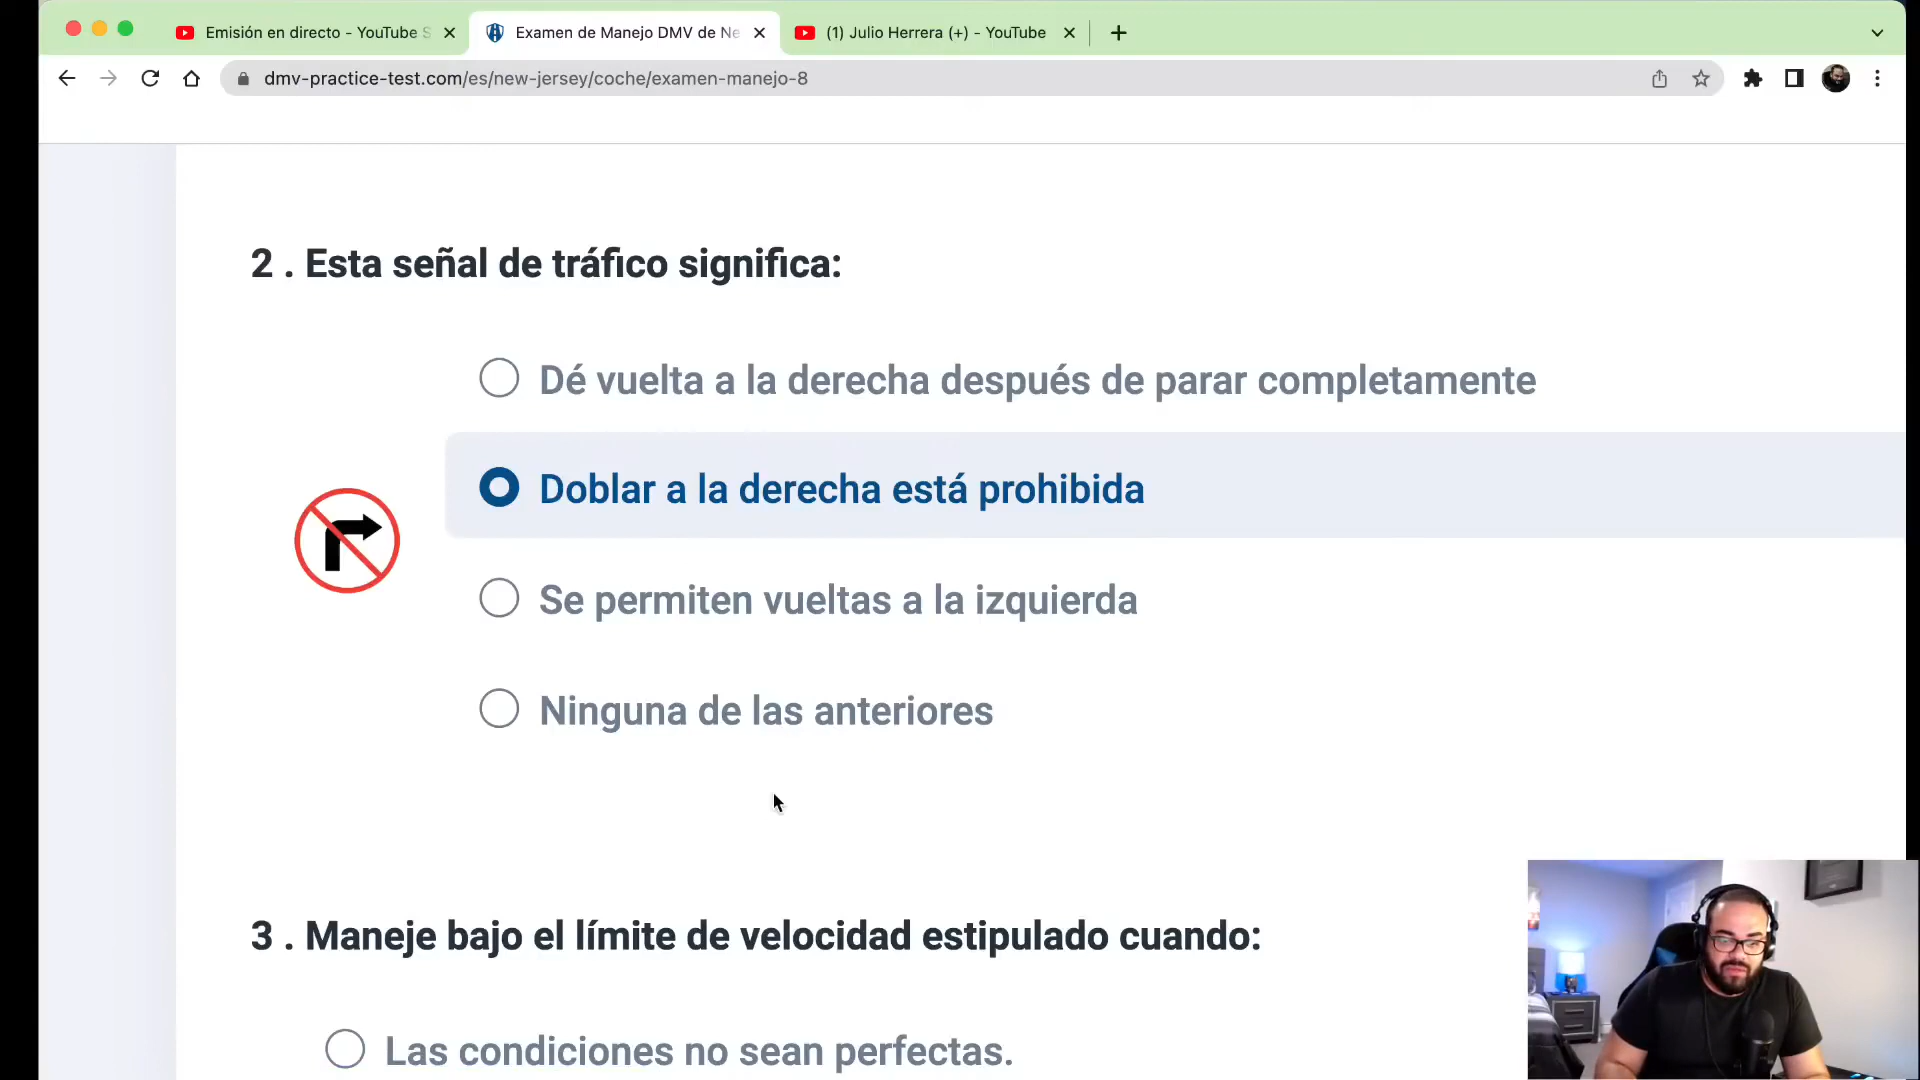 Emisión en directo - YouTube S
Examen de Manejo DMV de Ne
(1) Julio Herrera (+) - YouTube
dmv-practice-test.com/es/new-jersey/coche/examen-manejo-8
2 . Esta señal de tráfico significa:
Dé vuelta a la derecha después de parar completamente
Doblar a la derecha está prohibida
Se permiten vueltas a la izquierda
Ninguna de las anteriores
3 . Maneje bajo el límite de velocidad estipulado cuando:
Las condiciones no sean perfectas.